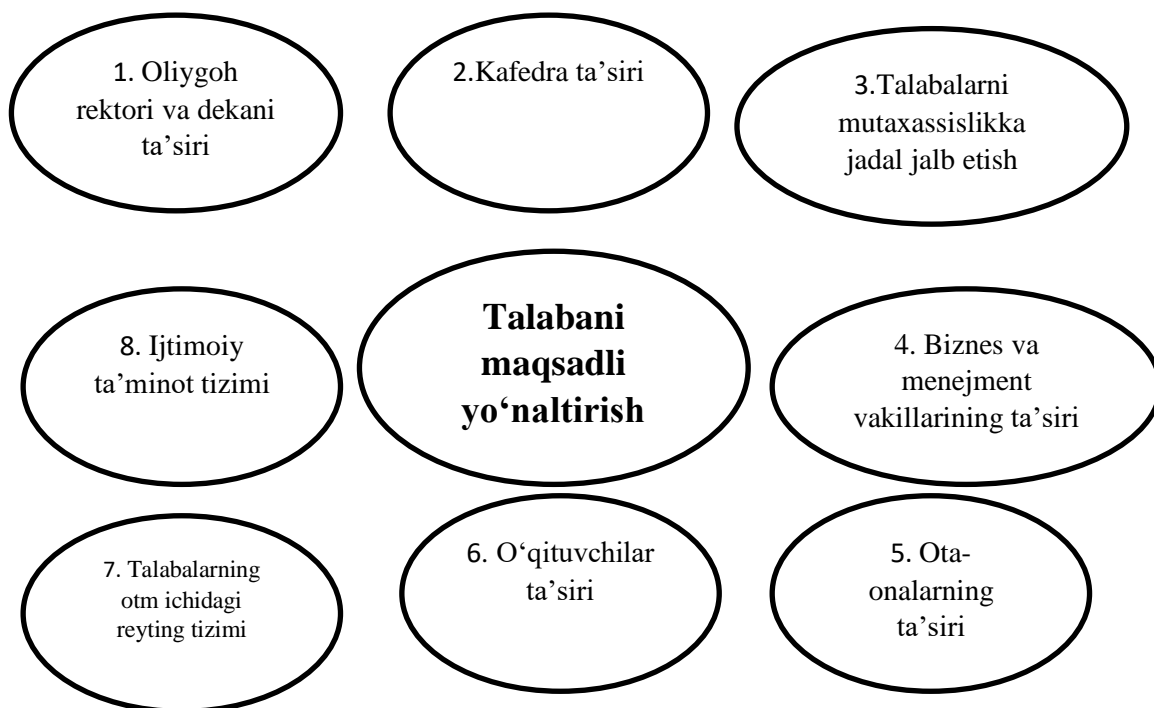 1. Oliygoh
rektori va dekani
ta’siri
2.Kafedra ta’siri
3.Talabalarni
mutaxassislikka
jadal jalb etish
8. Ijtimoiy
ta’minot tizimi
Talabani
maqsadli
yo‘naltirish
4. Biznes va
menejment
vakillarining ta’siri
7. Talabalarning
otm ichidagi
reyting tizimi
6. O‘qituvchilar
ta’siri
5. Ota-
onalarning
ta’siri